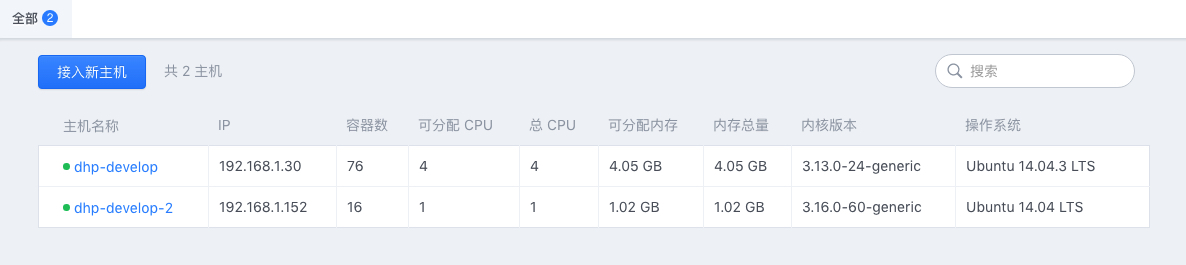 全部 2
接入新主机 共 2 主机 搜索
主机名称 IP 容器数 可分配 CPU 总 CPU 可分配内存 内存总量 内核版本 操作系统
dhp-develop 192.168.1.30 76 4 4 4.05 GB 4.05 GB 3.13.0-24-generic Ubuntu 14.04.3 LTS
dhp-develop-2 192.168.1.152 16 1 1 1.02 GB 1.02 GB 3.16.0-60-generic Ubuntu 14.04 LTS